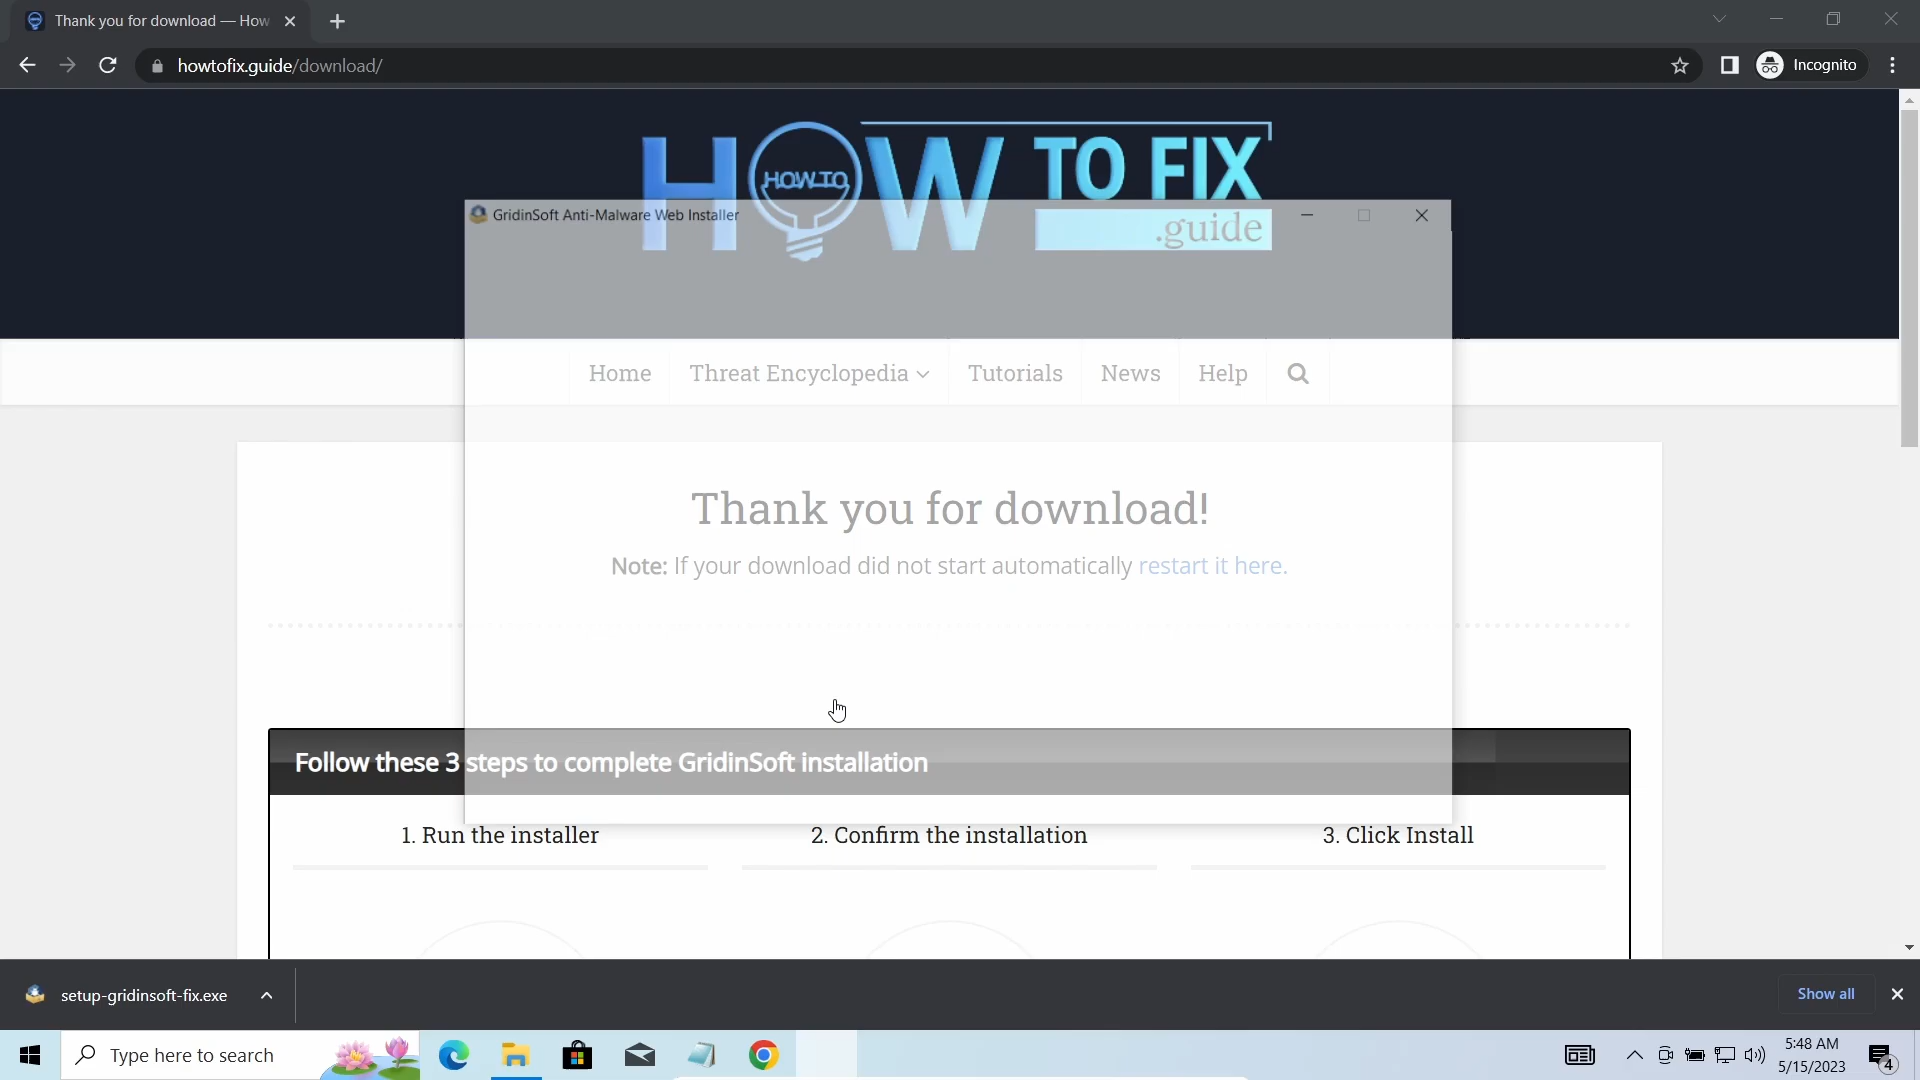 Thank you for download — How
howtofix.guide/download/
Incognito
HOW TO FIX
HOW TO
.guide
GridinSoft Anti-Malware Web Installer
Home
Threat Encyclopedia
Tutorials
News
Help
Thank you for download!
Note: If your download did not start automatically restart it here.
Follow these 3 steps to complete GridinSoft installation
1. Run the installer
2. Confirm the installation
3. Click Install
setup-gridinsoft-fix.exe
Show all
Type here to search
5:48 AM
5/15/2023
4